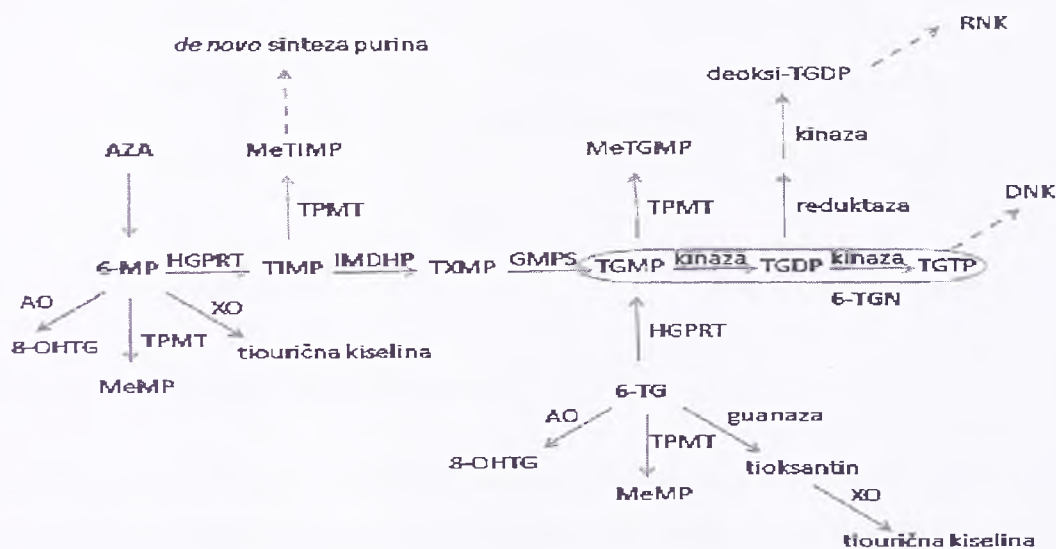 RNK
de novo sinteza purina
deoksi-TGDP
kinaza
AZA
MeTIMP
MeTGMP
DNK
TPMT
TPMT
reduktaza
6-MP HGPRT TIMP IMDHP TXMP GMPS TGMP kinaza TGDP kinaza TGTP
6-TGN
AO
XO
TPMT
HGPRT
8-OHTG
tiourična kiselina
MeMP
6-TG
AO
guanaza
TPMT
8-OHTG
tioksantin
MeMP
XO
tiourična kiselina